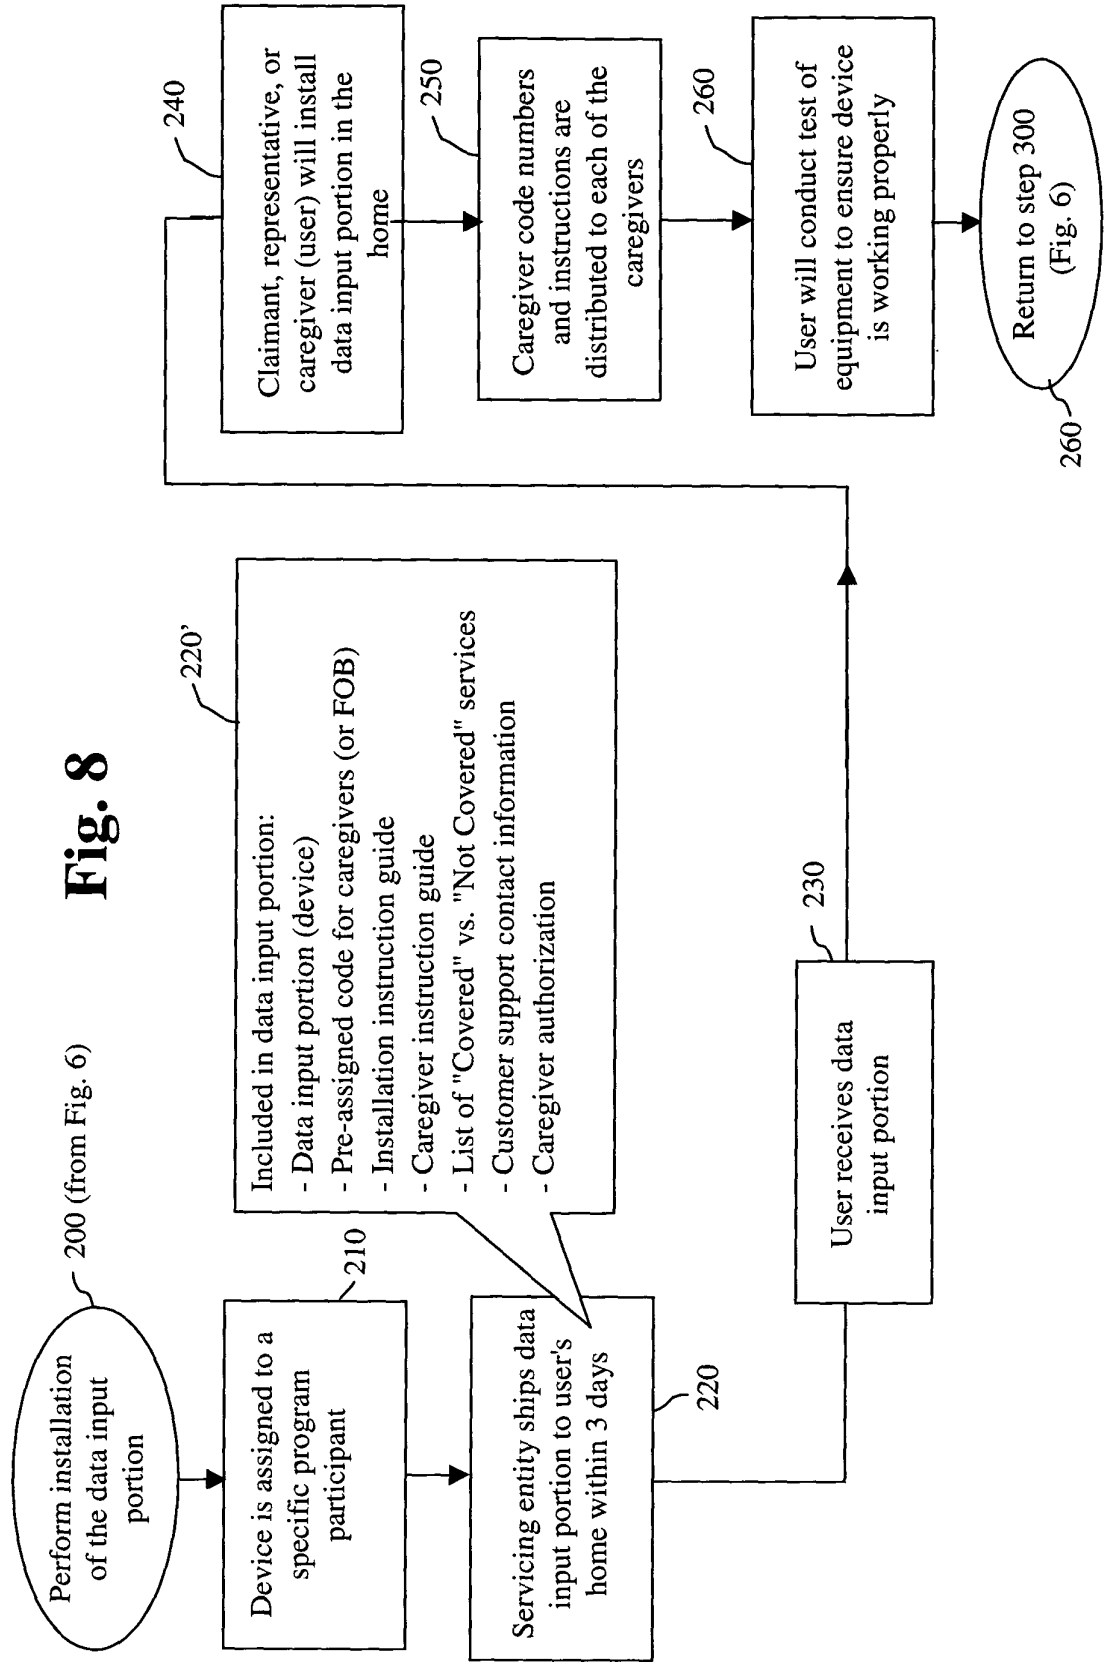 Fig. 8
200 (from Fig. 6)
Perform installation
of the data input
portion
210
Device is assigned to a
specific program
participant
Servicing entity ships data
input portion to user's
home within 3 days
220
220'
Included in data input portion:
- Data input portion (device)
- Pre-assigned code for caregivers (or FOB)
- Installation instruction guide
- Caregiver instruction guide
- List of "Covered" vs. "Not Covered" services
- Customer support contact information
- Caregiver authorization
230
User receives data
input portion
240
Claimant, representative, or
caregiver (user) will install
data input portion in the
home
250
Caregiver code numbers
and instructions are
distributed to each of the
caregivers
260
User will conduct test of
equipment to ensure device
is working properly
Return to step 300
(Fig. 6)
260